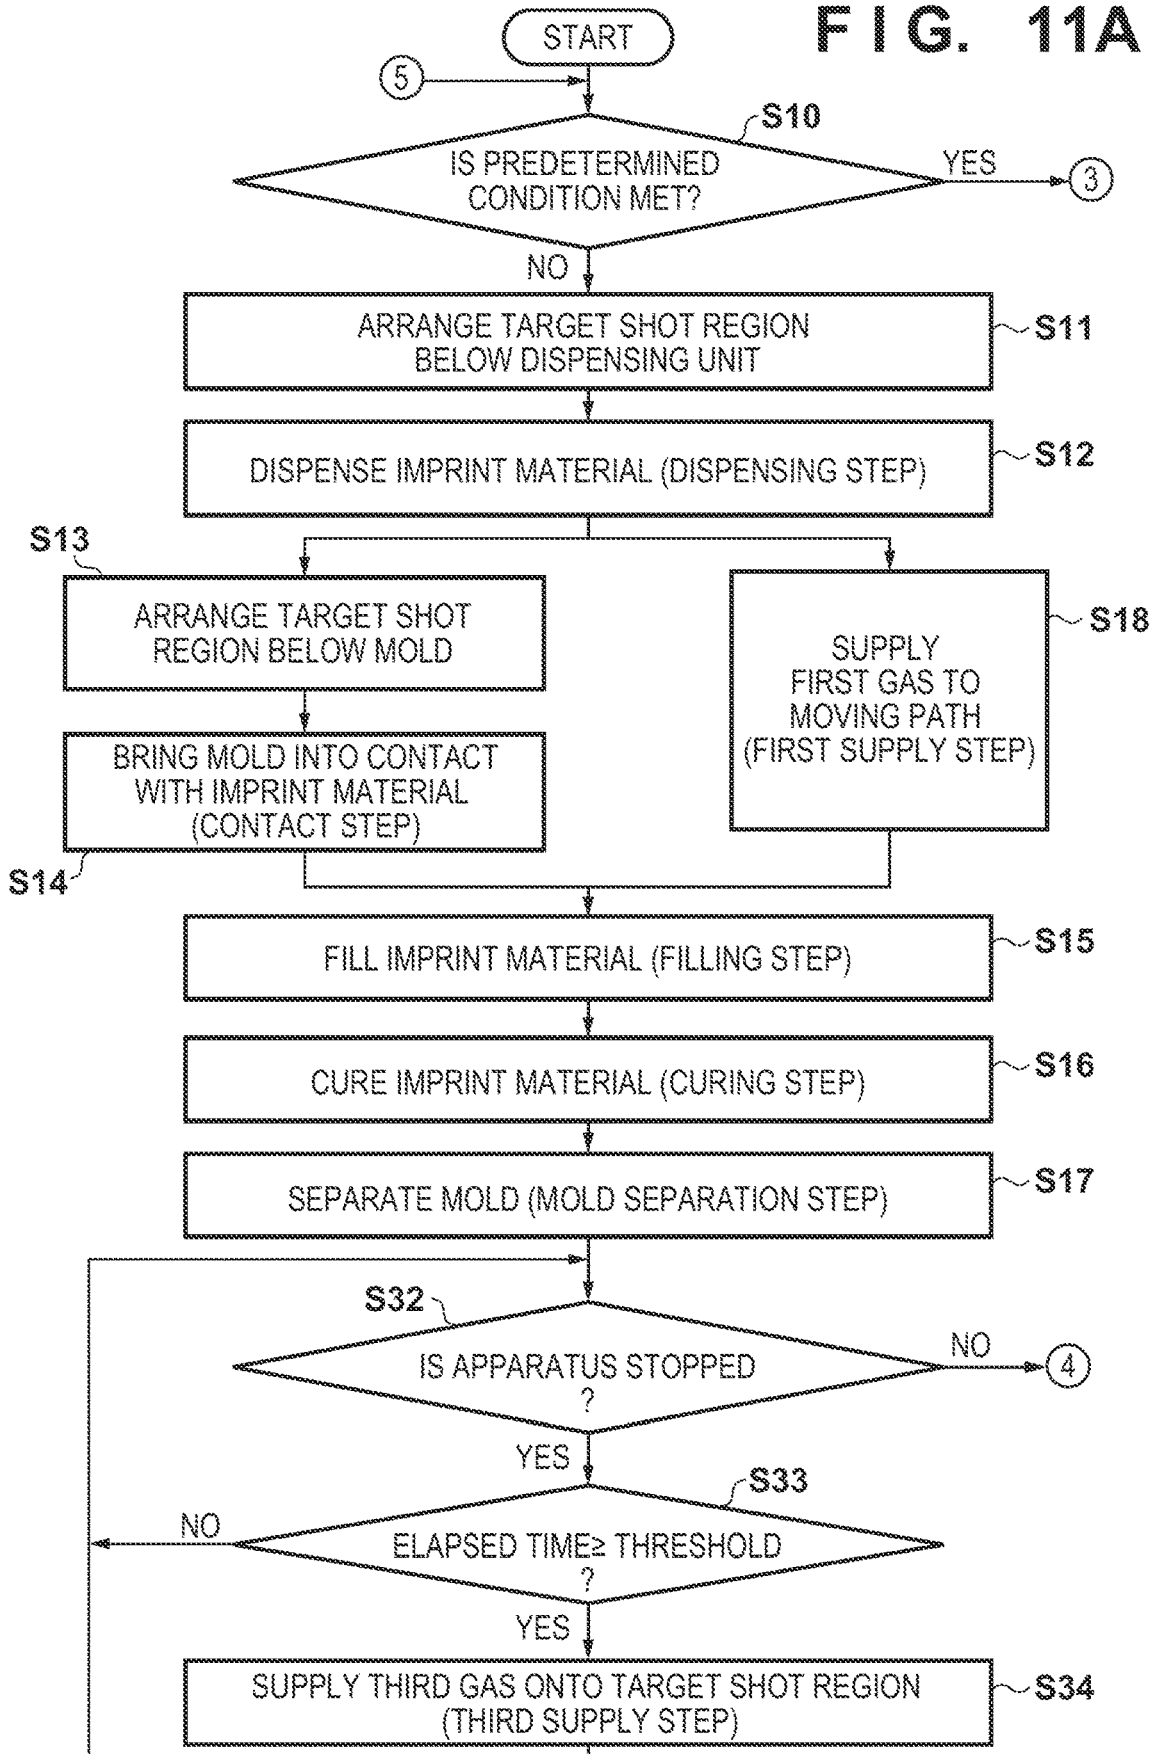 FIG. 11A
START
5
S10
IS PREDETERMINED
CONDITION MET?
YES
3
NO
ARRANGE TARGET SHOT REGION
BELOW DISPENSING UNIT
S11
DISPENSE IMPRINT MATERIAL (DISPENSING STEP)
S12
S13
ARRANGE TARGET SHOT
REGION BELOW MOLD
BRING MOLD INTO CONTACT
WITH IMPRINT MATERIAL
(CONTACT STEP)
S14
SUPPLY
FIRST GAS TO
MOVING PATH
(FIRST SUPPLY STEP)
S18
FILL IMPRINT MATERIAL (FILLING STEP)
S15
CURE IMPRINT MATERIAL (CURING STEP)
S16
SEPARATE MOLD (MOLD SEPARATION STEP)
S17
S32
IS APPARATUS STOPPED
?
NO
4
YES
S33
ELAPSED TIME≥ THRESHOLD
?
NO
YES
SUPPLY THIRD GAS ONTO TARGET SHOT REGION
(THIRD SUPPLY STEP)
S34